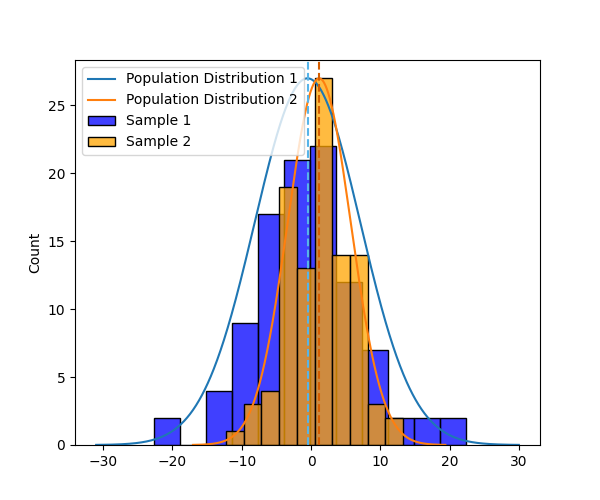 Population Distribution 1
Population Distribution 2
Sample 1
Sample 2
25
20
15
10
5
0
Count
−30
−20
−10
0
10
20
30